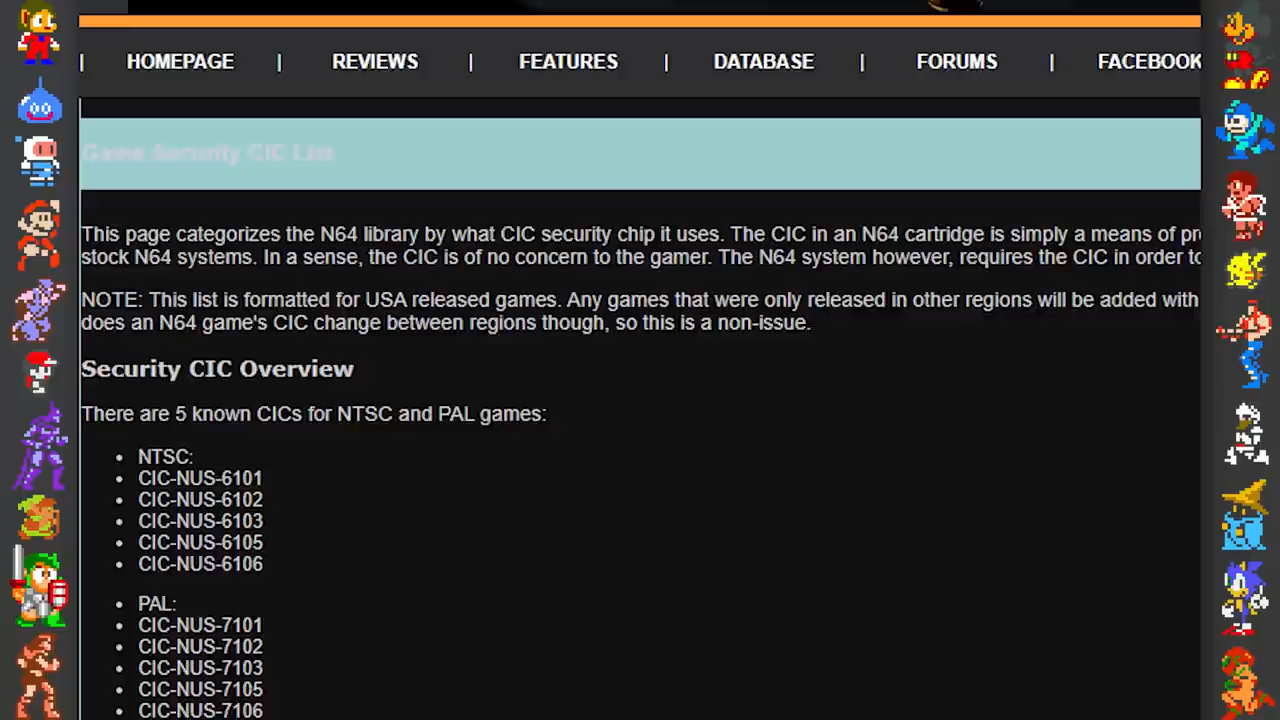 | HOMEPAGE | REVIEWS | FEATURES | DATABASE | FORUMS | FACEBOOK
Game Security CIC List
This page categorizes the N64 library by what CIC security chip it uses. The CIC in an N64 cartridge is simply a means of pr
stock N64 systems. In a sense, the CIC is of no concern to the gamer. The N64 system however, requires the CIC in order to
NOTE: This list is formatted for USA released games. Any games that were only released in other regions will be added with
does an N64 game's CIC change between regions though, so this is a non-issue.
Security CIC Overview
There are 5 known CICs for NTSC and PAL games:
• NTSC:
• CIC-NUS-6101
• CIC-NUS-6102
• CIC-NUS-6103
• CIC-NUS-6105
• CIC-NUS-6106
• PAL:
• CIC-NUS-7101
• CIC-NUS-7102
• CIC-NUS-7103
• CIC-NUS-7105
• CIC-NUS-7106